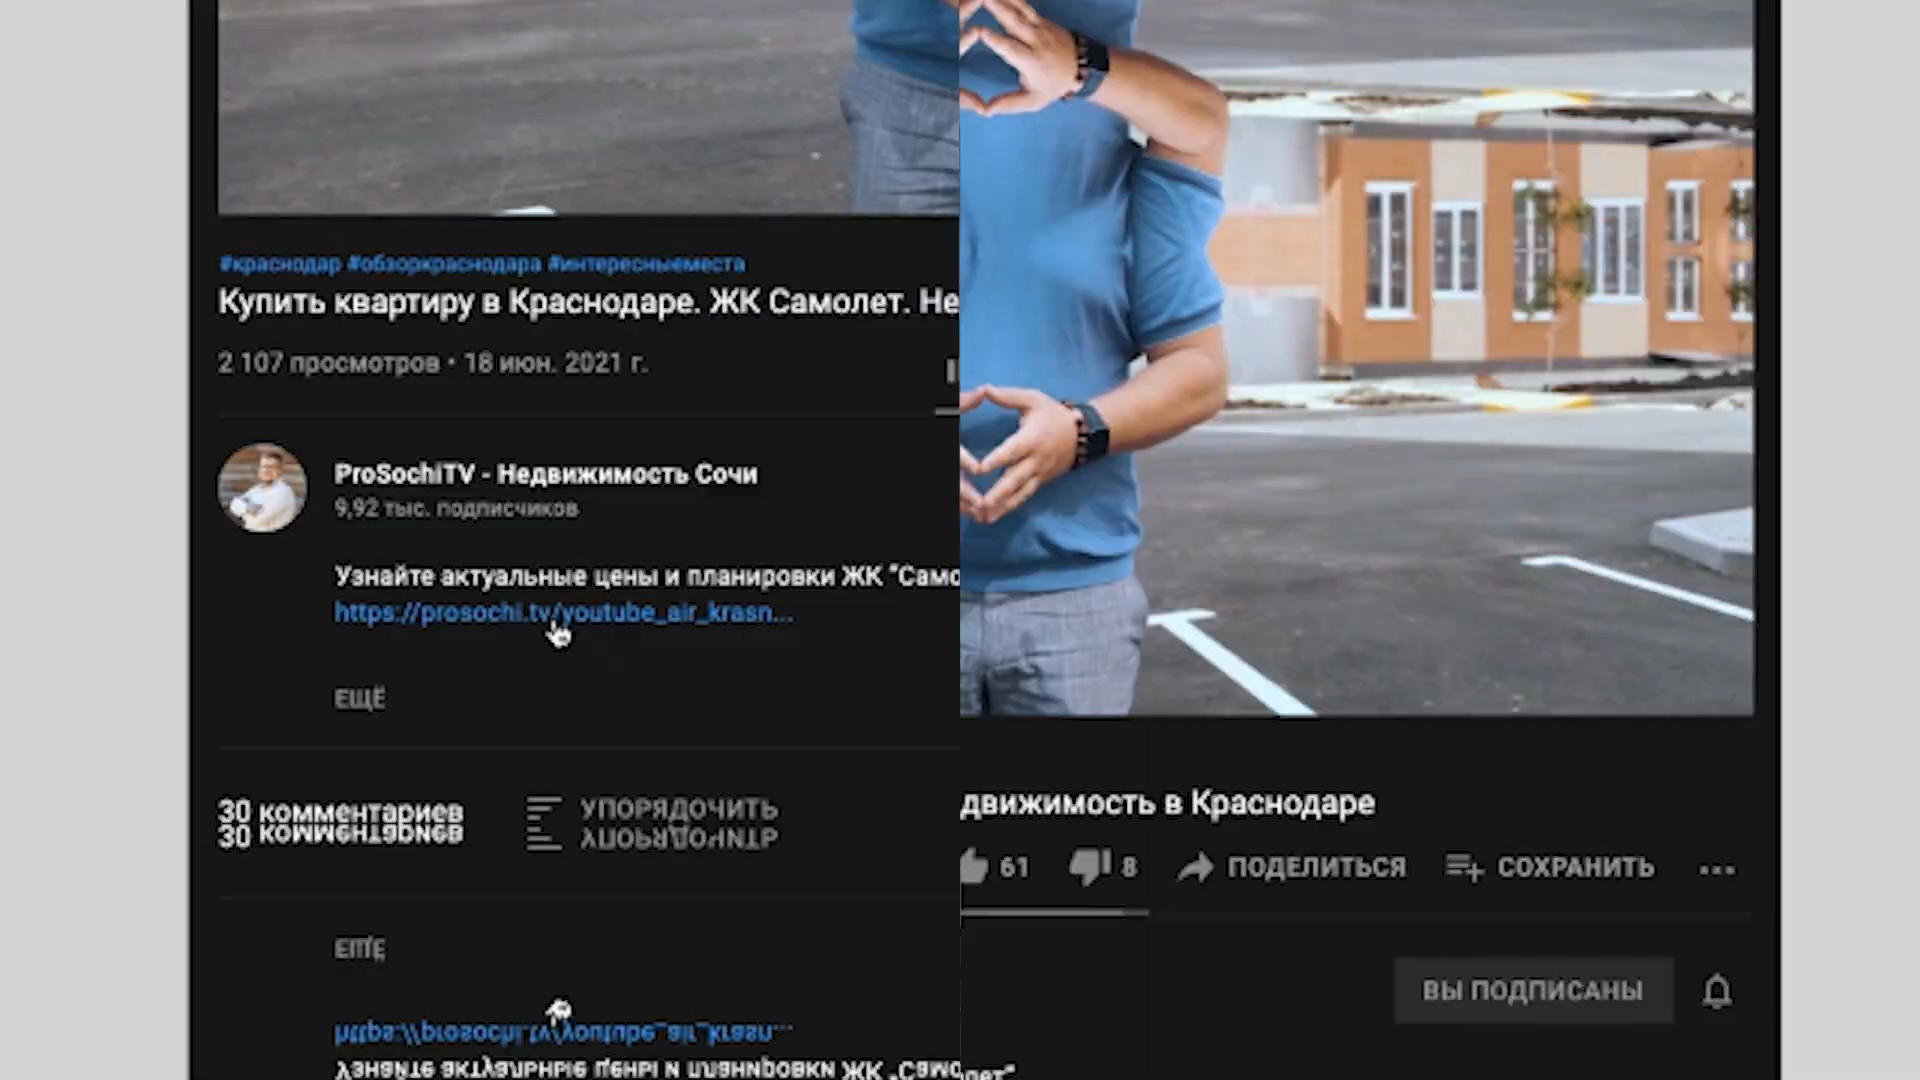 #краснодар #обзоркраснодара #интересныеместа
Купить квартиру в Краснодаре. ЖК Самолет. Не
2 107 просмотров • 18 июн. 2021 г.
ProSochiTV - Недвижимость Сочи
9,92 тыс. подписчиков
Узнайте актуальные цены и планировки ЖК "Само
https://prosochi.tv/youtube_air_krasn...
ЕЩЁ
30 комментариев
УПОРЯДОЧИТЬ
движимость в Краснодаре
61 8 ПОДЕЛИТЬСЯ СОХРАНИТЬ ...
ВЫ ПОДПИСАНЫ
лет"